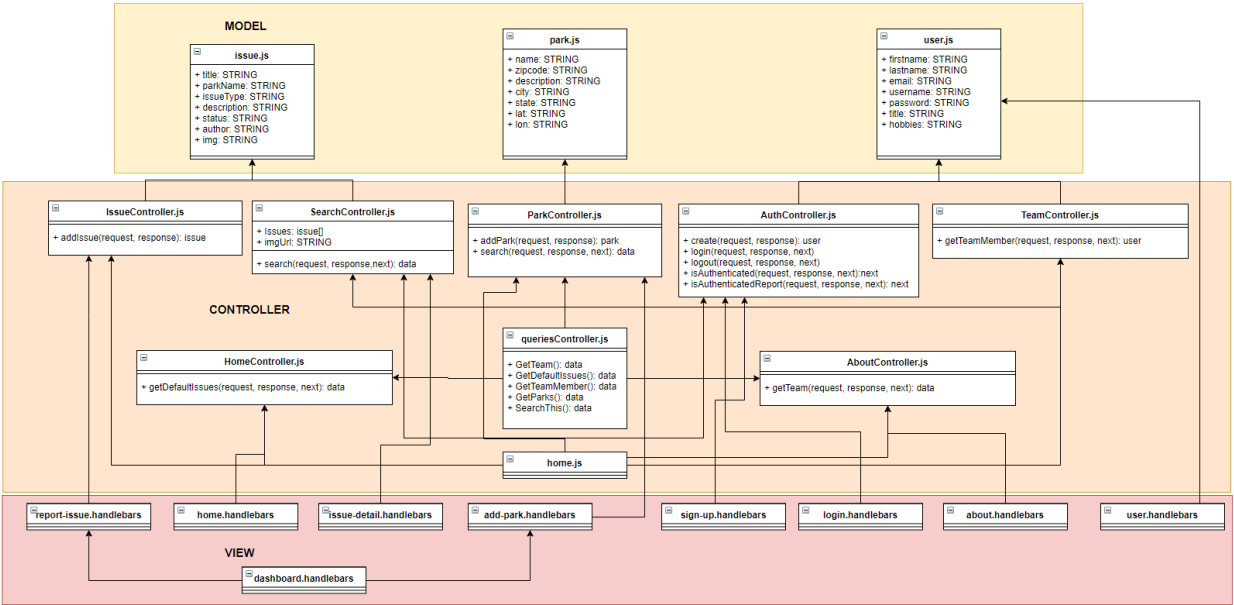 MODEL
issue.js
+ title: STRING
+ parkName: STRING
+ issueType: STRING
+ description: STRING
+ status: STRING
+ author: STRING
+ img: STRING
park.js
+ name: STRING
+ zipcode: STRING
+ description: STRING
+ city: STRING
+ state: STRING
+ lat: STRING
+ lon: STRING
user.js
+ firstname: STRING
+ lastname: STRING
+ email: STRING
+ username: STRING
+ password: STRING
+ title: STRING
+ hobbies: STRING
IssueController.js
+ addIssue(request, response): issue
SearchController.js
+ Issues: issue[]
+ imgUrl: STRING
+ search(request, response,next): data
ParkController.js
+ addPark(request, response): park
+ search(request, response, next): data
AuthController.js
+ create(request, response): user
+ login(request, response, next)
+ logout(request, response, next)
+ isAuthenticated(request, response, next):next
+ isAuthenticatedReport(request, response, next): next
TeamController.js
+ getTeamMember(request, response, next): user
CONTROLLER
HomeController.js
+ getDefaultIssues(request, response, next): data
queriesController.js
+ GetTeam(): data
+ GetDefaultIssues(): data
+ GetTeamMember(): data
+ GetParks(): data
+ SearchThis(): data
AboutController.js
+ getTeam(request, response, next): data
home.js
report-issue.handlebars
home.handlebars
issue-detail.handlebars
add-park.handlebars
sign-up.handlebars
login.handlebars
about.handlebars
user.handlebars
VIEW
dashboard.handlebars